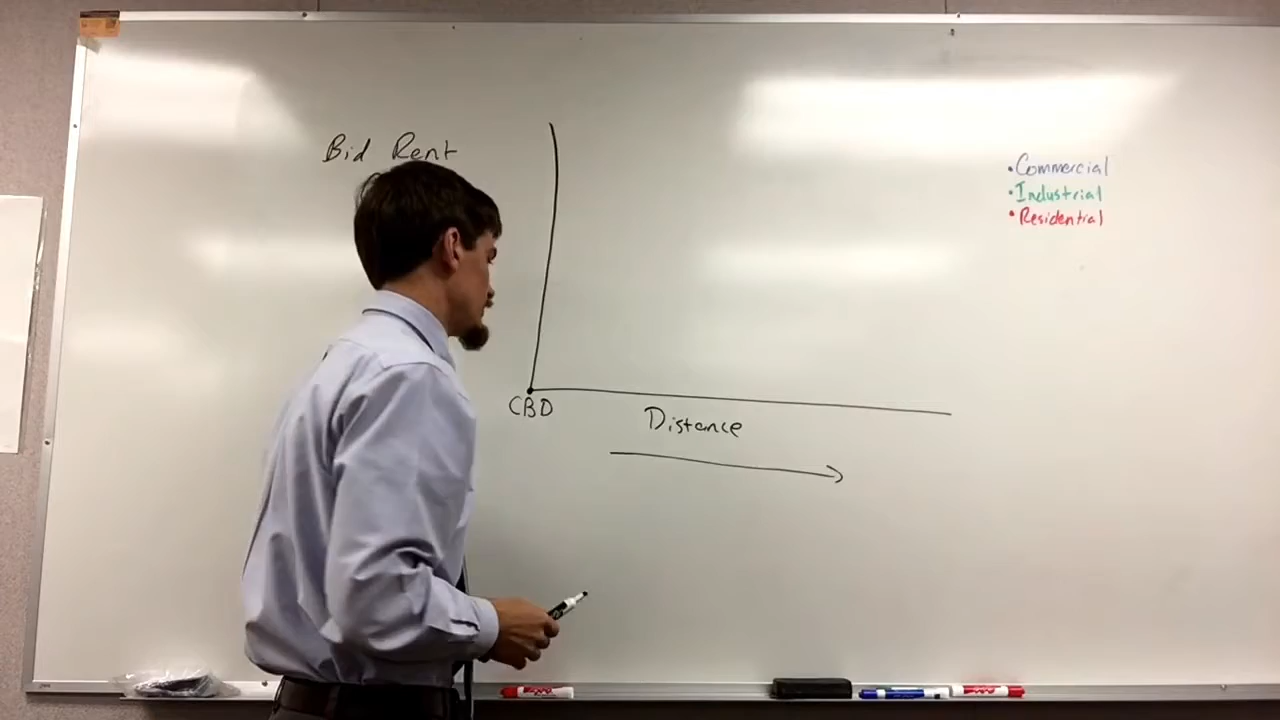 Bid Rent
• Commercial
• Industrial
• Residential
CBD
Distance